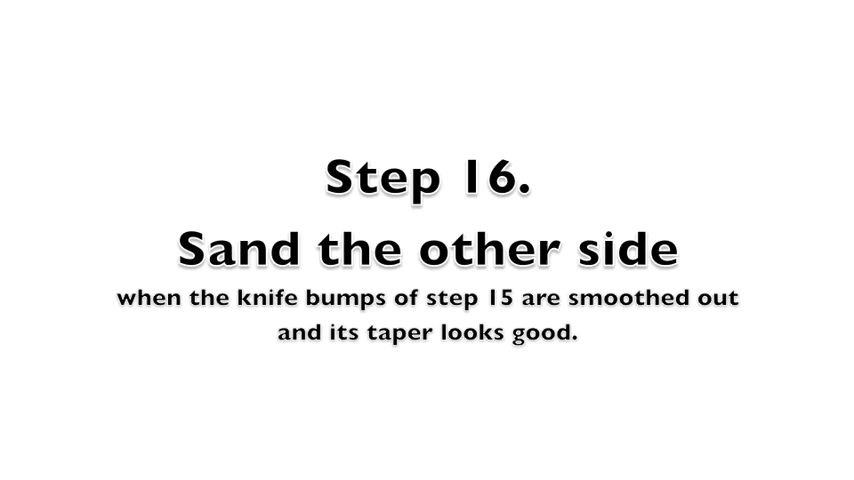 Step 16.
Sand the other side
when the knife bumps of step 15 are smoothed out
and its taper looks good.